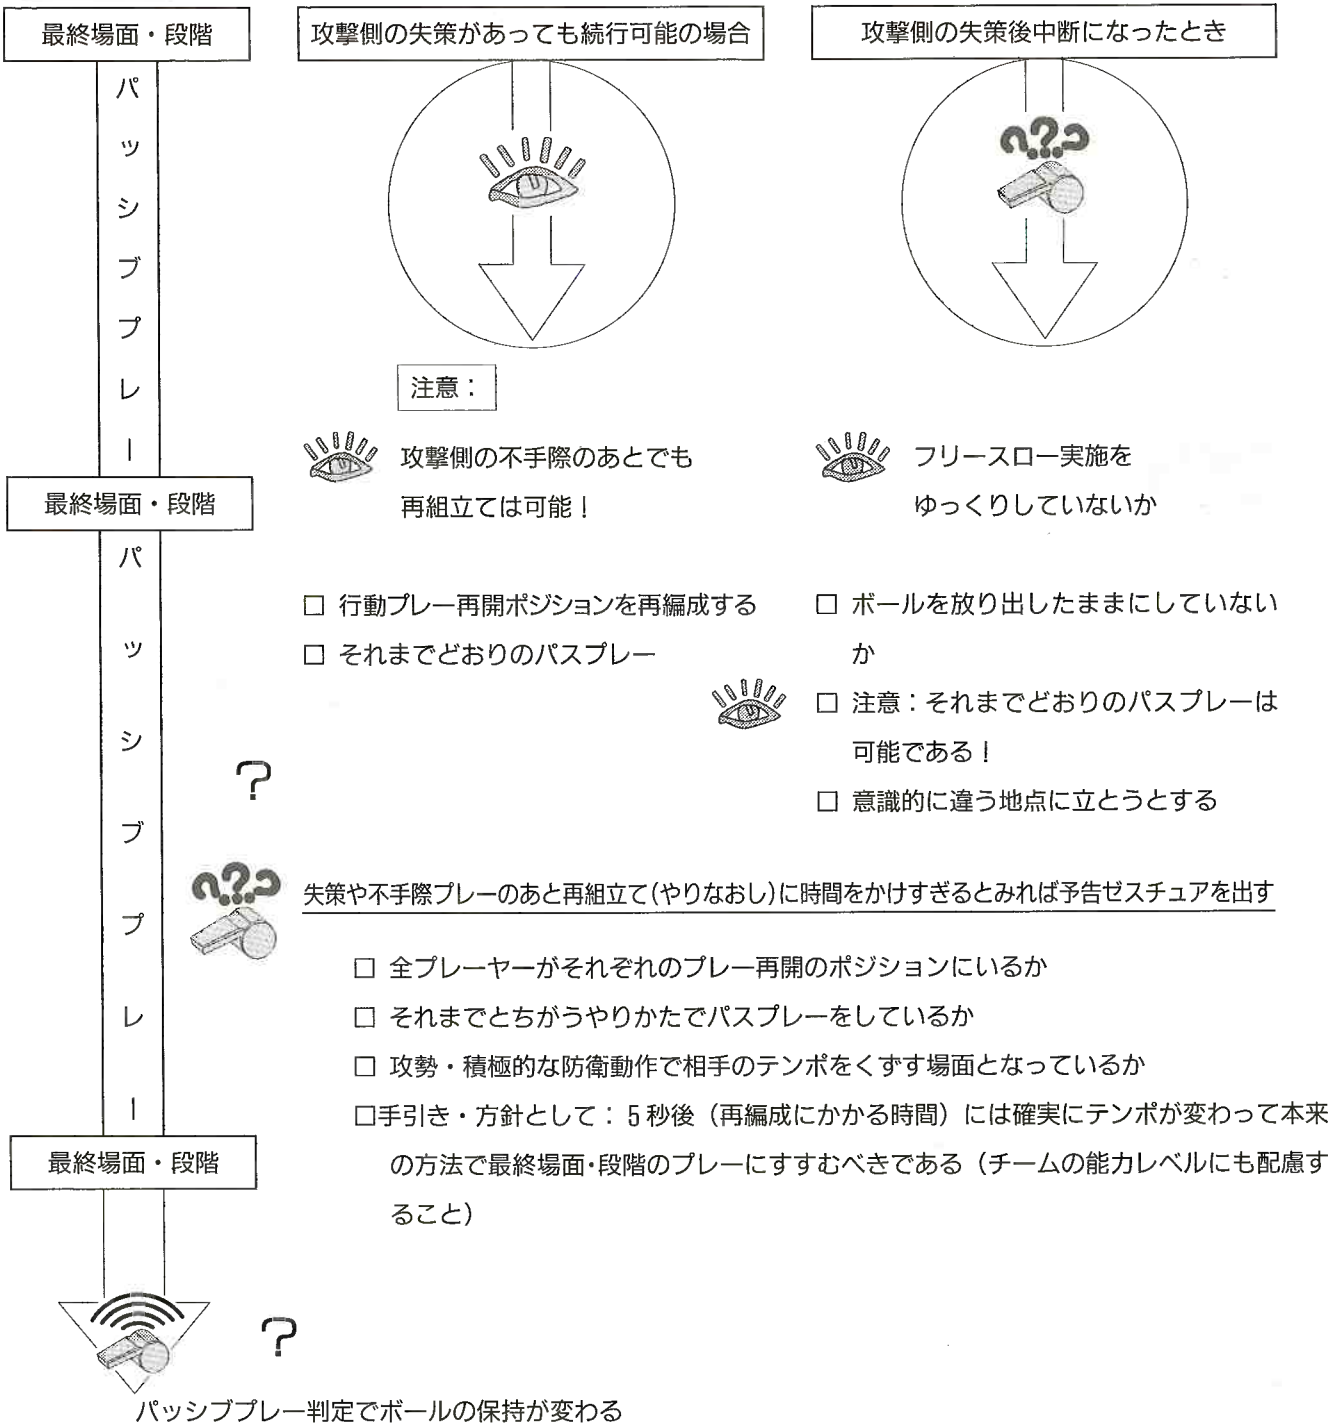 最終場面・段階
攻撃側の失策があっても続行可能の場合
攻撃側の失策後中断になったとき
パッシブプレー
注意：
攻撃側の不手際のあとでも
再組立ては可能！
フリースロー実施を
ゆっくりしていないか
最終場面・段階
パッシブプレー
□ 行動プレー再開ポジションを再編成する
□ それまでどおりのパスプレー
□ ボールを放り出したままにしていない
か
□ 注意：それまでどおりのパスプレーは
可能である！
□ 意識的に違う地点に立とうとする
?
???
失策や不手際プレーのあと再組立て(やりなおし)に時間をかけすぎるとみれば予告ゼスチュアを出す
□ 全プレーヤーがそれぞれのプレー再開のポジションにいるか
□ それまでとちがうやりかたでパスプレーをしているか
□ 攻勢・積極的な防衛動作で相手のテンポをくずす場面となっているか
□手引き・方針として：5秒後（再編成にかかる時間）には確実にテンポが変わって本来
の方法で最終場面・段階のプレーにすすむべきである（チームの能力レベルにも配慮す
ること）
最終場面・段階
?
パッシブプレー判定でボールの保持が変わる